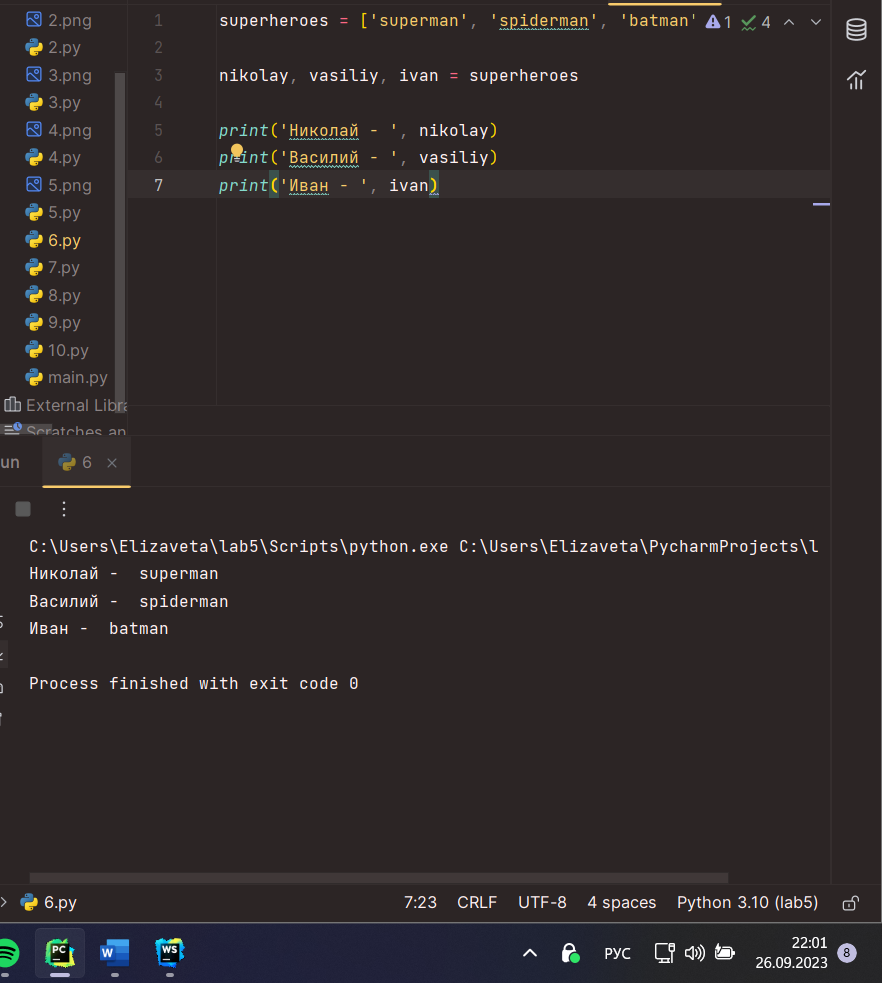 2.png
2.py
3.png
3.py
4.png
4.py
5.png
5.py
6.py
7.py
8.py
9.py
10.py
main.py
External Libra
Scratches an
1 superheroes = ['superman', 'spiderman', 'batman' 1 4
2
3 nikolay, vasiliy, ivan = superheroes
4
5 print('Николай - ', nikolay)
6 print('Василий - ', vasiliy)
7 print('Иван - ', ivan)
un 6
C:\Users\Elizaveta\lab5\Scripts\python.exe C:\Users\Elizaveta\PycharmProjects\l
Николай -  superman
Василий -  spiderman
Иван -  batman
Process finished with exit code 0
6.py 7:23 CRLF UTF-8 4 spaces Python 3.10 (lab5)
PC W WS РУС 22:01 8
26.09.2023